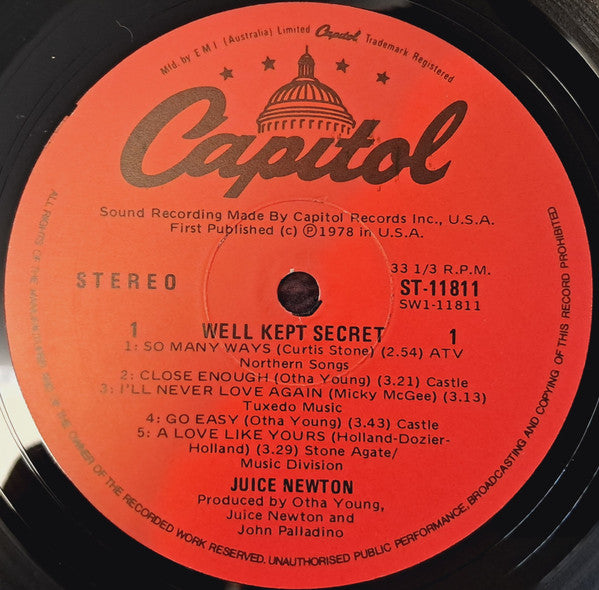 Mfd. by E M I (Australia) Limited Capitol Trademark Registered
Capitol
Sound Recording Made By Capitol Records Inc., U.S.A.
First Published (c) ℗1978 in U.S.A.
STEREO
33 1/3 R.P.M.
ST-11811
SW1-11811
1 WELL KEPT SECRET 1
1: SO MANY WAYS (Curtis Stone) (2.54) ATV
Northern Songs
2: CLOSE ENOUGH (Otha Young) (3.21) Castle
3: I'LL NEVER LOVE AGAIN (Micky McGee) (3.13)
Tuxedo Music
4: GO EASY (Otha Young) (3.43) Castle
5: A LOVE LIKE YOURS (Holland-Dozier-
Holland) (3.29) Stone Agate/
Music Division
JUICE NEWTON
Produced by Otha Young,
Juice Newton and
John Palladino
ALL RIGHTS OF THE MANUFACTURER AND OF THE OWNER OF THE RECORDED WORK RESERVED. UNAUTHORISED PUBLIC PERFORMANCE, BROADCASTING AND COPYING OF THIS RECORD PROHIBITED